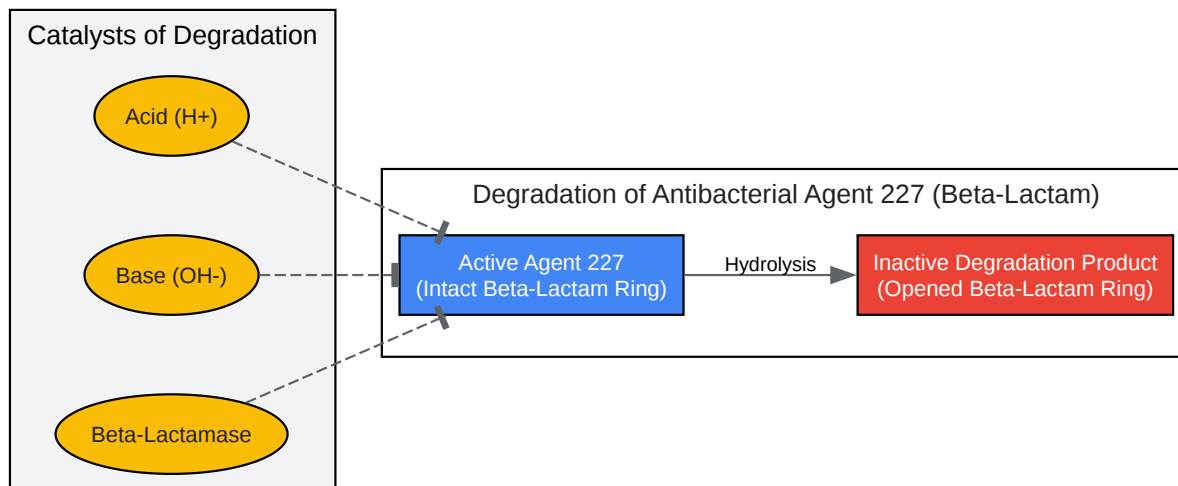 Catalysts of Degradation
Acid (H+)
Base (OH-)
Beta-Lactamase
Degradation of Antibacterial Agent 227 (Beta-Lactam)
Active Agent 227
(Intact Beta-Lactam Ring)
Hydrolysis
Inactive Degradation Product
(Opened Beta-Lactam Ring)